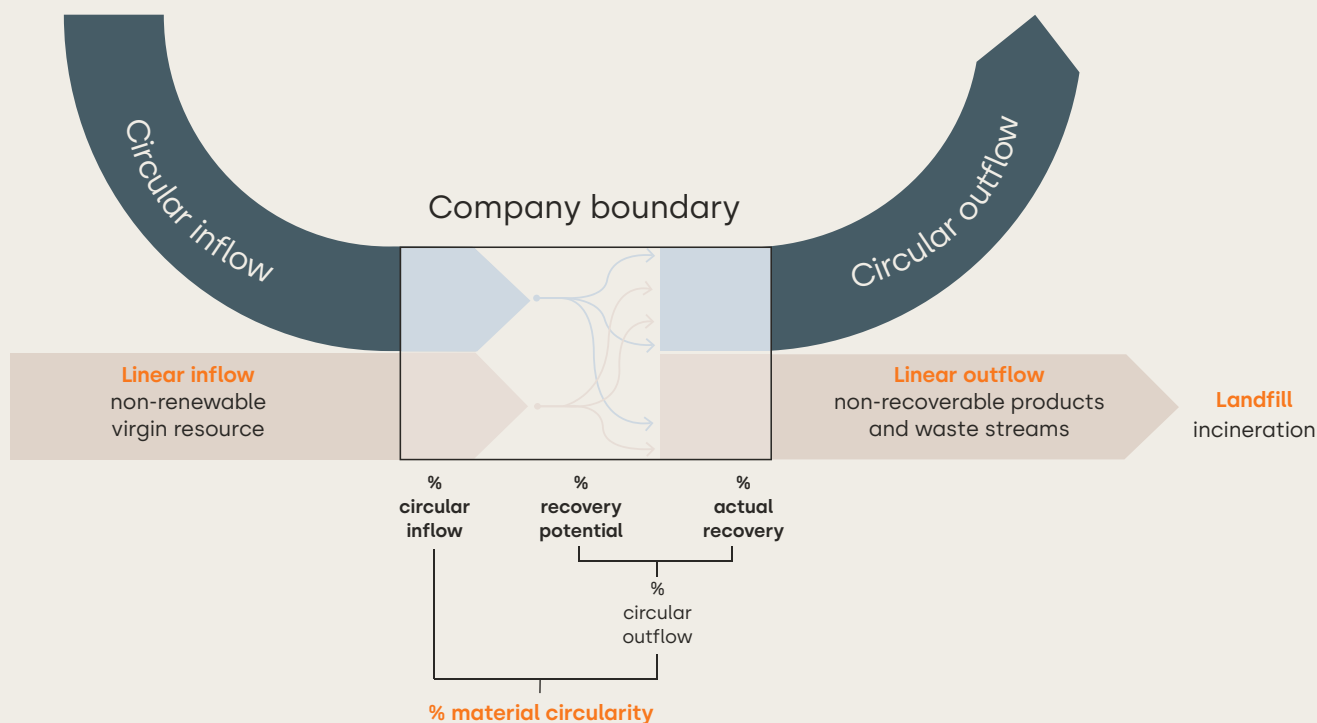 Circular inflow
Circular outflow
Company boundary
Linear inflow
non-renewable
virgin resource
Linear outflow
non-recoverable products
and waste streams
Landfill
incineration
%
circular
inflow
%
recovery
potential
%
actual
recovery
%
circular
outflow
% material circularity